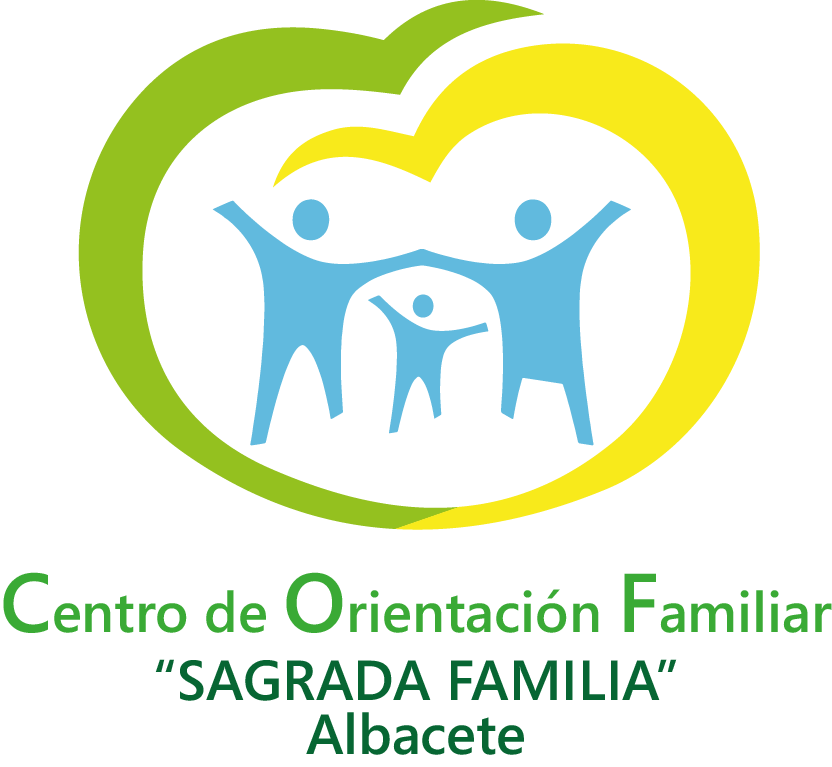 Centro de Orientación Familiar
“SAGRADA FAMILIA”
Albacete